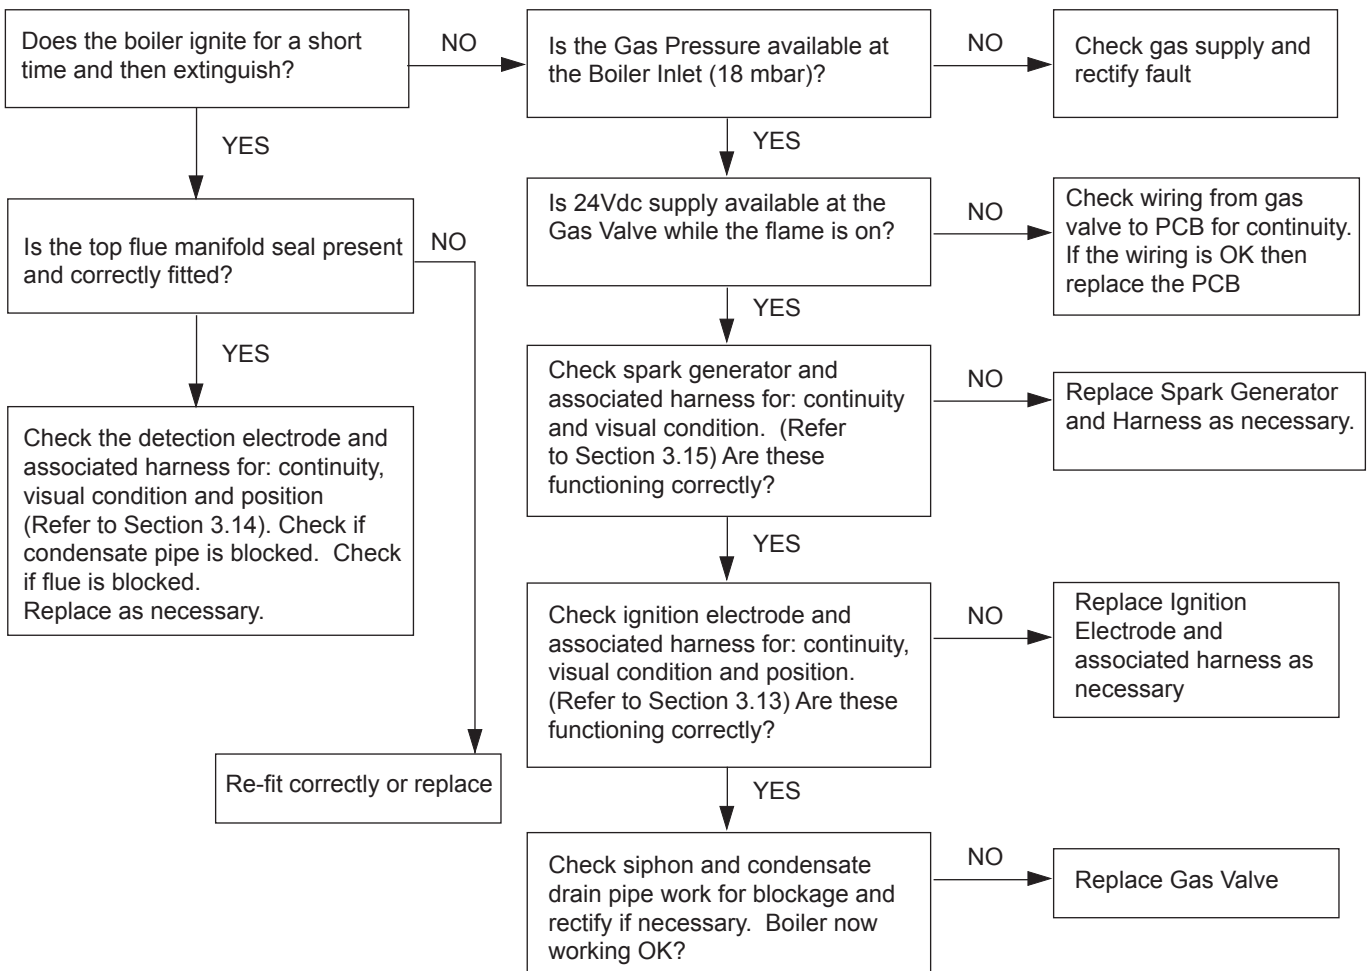 Does the boiler ignite for a short
time and then extinguish?
NO
Is the Gas Pressure available at
the Boiler Inlet (18 mbar)?
NO
Check gas supply and
rectify fault
YES
YES
Is the top flue manifold seal present
and correctly fitted?
NO
Is 24Vdc supply available at the
Gas Valve while the flame is on?
NO
Check wiring from gas
valve to PCB for continuity.
If the wiring is OK then
replace the PCB
YES
YES
Check the detection electrode and
associated harness for: continuity,
visual condition and position
(Refer to Section 3.14). Check if
condensate pipe is blocked.  Check
if flue is blocked.
Replace as necessary.
Check spark generator and
associated harness for: continuity
and visual condition.  (Refer
to Section 3.15) Are these
functioning correctly?
NO
Replace Spark Generator
and Harness as necessary.
YES
Check ignition electrode and
associated harness for: continuity,
visual condition and position.
(Refer to Section 3.13) Are these
functioning correctly?
NO
Replace Ignition
Electrode and
associated harness as
necessary
Re-fit correctly or replace
YES
Check siphon and condensate
drain pipe work for blockage and
rectify if necessary.  Boiler now
working OK?
NO
Replace Gas Valve